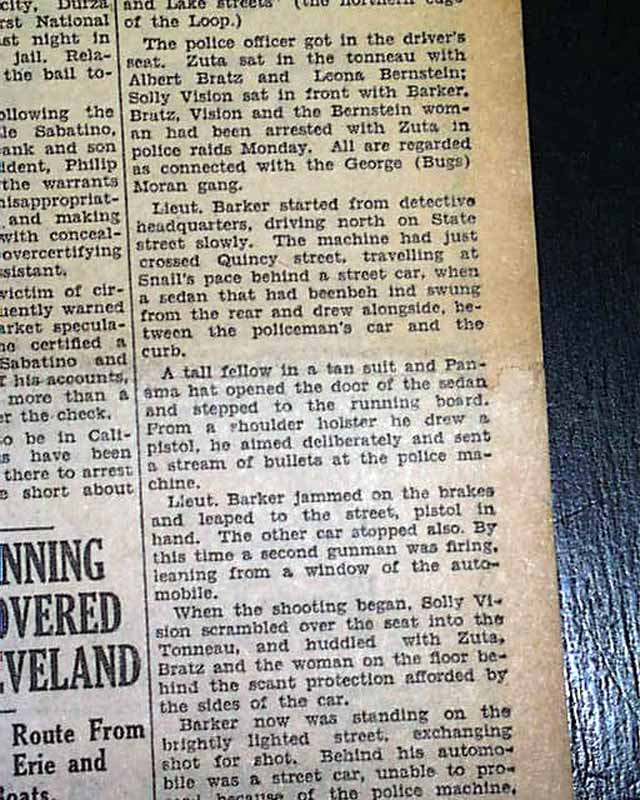 city, Durza
rst National
ast night in
jail. Rela-
the bail to-
ollowing the
le Sabatino,
ank and son
ident, Philip
the warrants
nisappropriat-
and making
with conceal-
overcertifying
ssistant.
victim of cir-
uently warned
arket specula-
he certified a
Sabatino and
f his accounts,
more than a
er the check.
to be in Cali-
s have been
there to arrest
e short about
NNING
OVERED
EVELAND
Route From
Erie and
Boats.
and Lake streets (the northern edge
of the Loop.)
The police officer got in the driver's
seat. Zuta sat in the tonneau with
Albert Bratz and Leona Bernstein;
Solly Vision sat in front with Barker.
Bratz, Vision and the Bernstein wom-
an had been arrested with Zuta in
police raids Monday. All are regarded
as connected with the George (Bugs)
Moran gang.
Lieut. Barker started from detective
headquarters, driving north on State
street slowly. The machine had just
crossed Quincy street, travelling at
Snail's pace behind a street car, when
a sedan that had beenbeh ind swung
from the rear and drew alongside, be-
tween the policeman's car and the
curb.
A tall fellow in a tan suit and Pan-
ama hat opened the door of the sedan
and stepped to the running board.
From a shoulder holster he drew a
pistol, he aimed deliberately and sent
a stream of bullets at the police ma-
chine.
Lieut. Barker jammed on the brakes
and leaped to the street, pistol in
hand. The other car stopped also. By
this time a second gunman was firing,
leaning from a window of the auto-
mobile.
When the shooting began, Solly Vi-
sion scrambled over the seat into the
Tonneau, and huddled with Zuta,
Bratz and the woman on the floor be-
hind the scant protection afforded by
the sides of the car.
Barker now was standing on the
brightly lighted street, exchanging
shot for shot. Behind his automo-
bile was a street car, unable to pro-
because of the police machine,